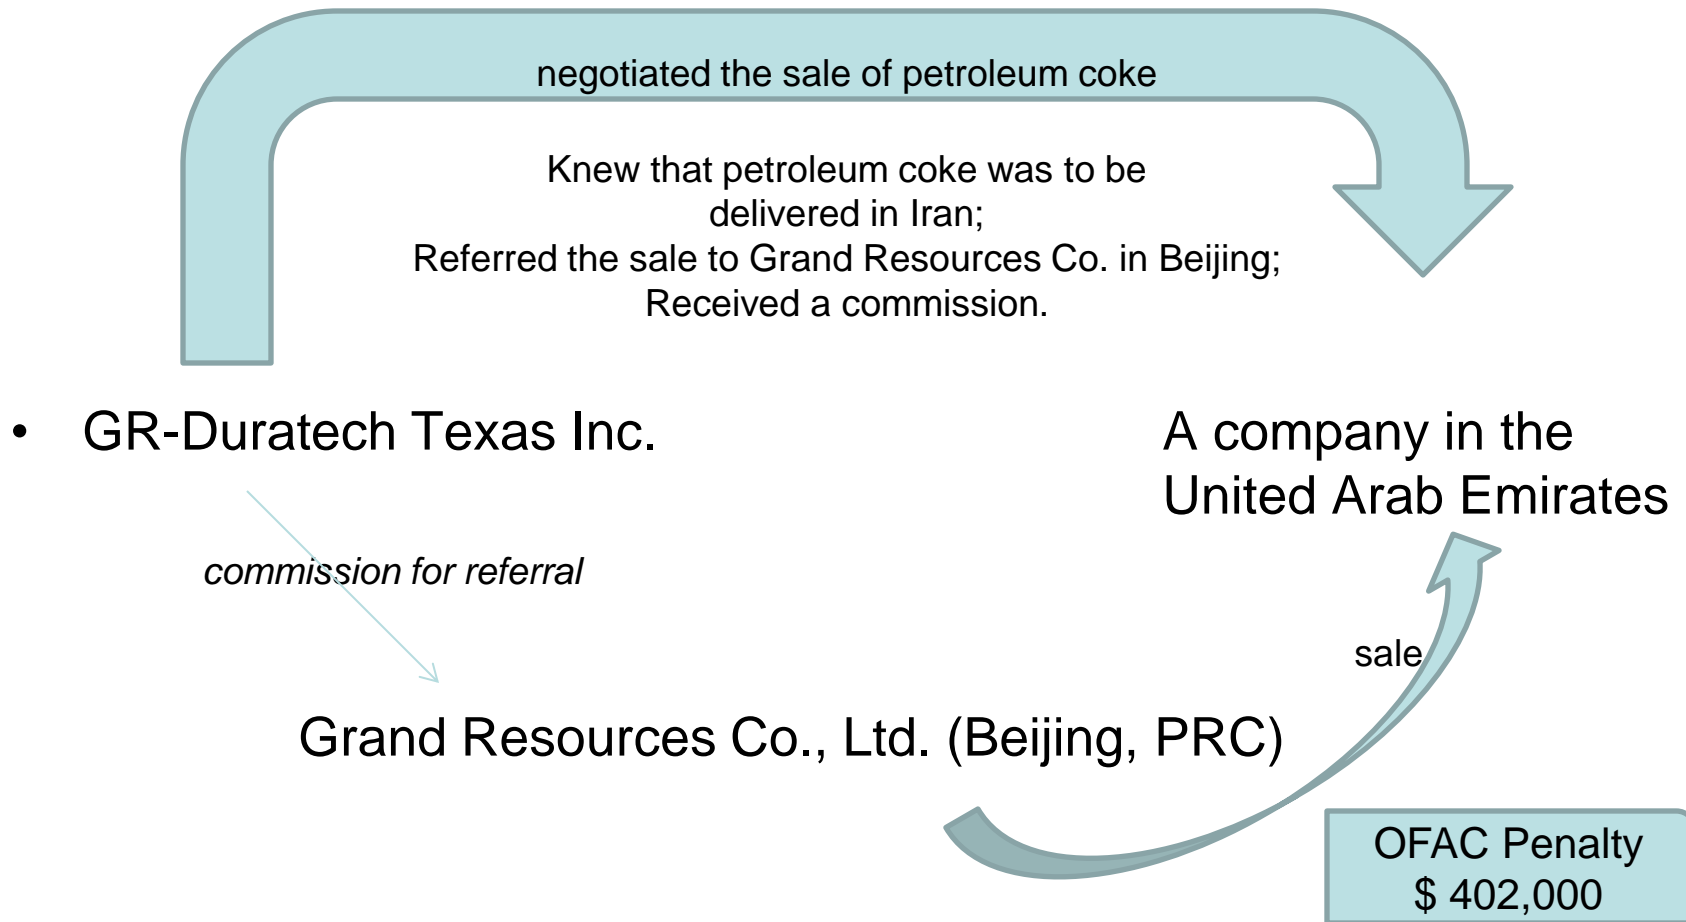 negotiated the sale of petroleum coke
Knew that petroleum coke was to be
delivered in Iran;
Referred the sale to Grand Resources Co. in Beijing;
Received a commission.
• GR-Duratech Texas Inc.
A company in the
United Arab Emirates
commission for referral
sale
Grand Resources Co., Ltd. (Beijing, PRC)
OFAC Penalty
$ 402,000